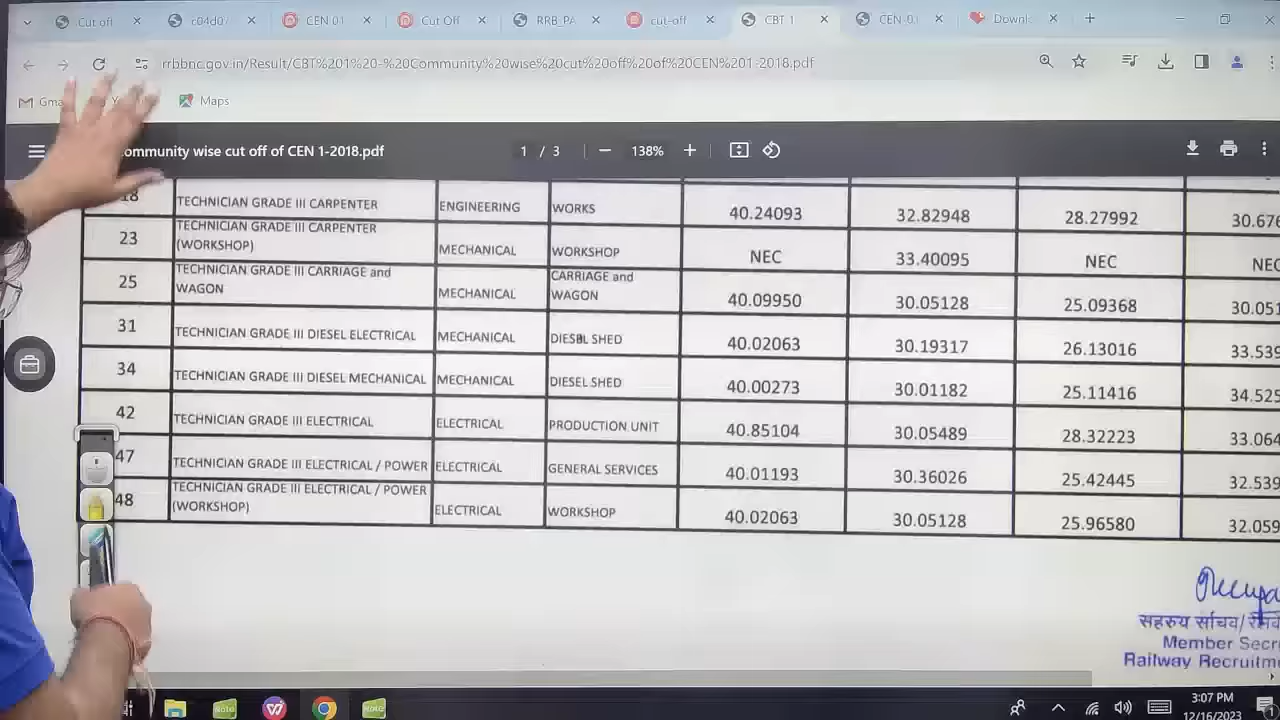 Cut off
c04d0
CEN 01
Cut Off
RRB_PA
cut-off
CBT 1
CEN-0
Downl
rrbbnc.gov.in/Result/CBT%201%20-%20Community%20wise%20cut%20off%20of%20CEN%201-2018.pdf
Gma
Maps
ommunity wise cut off of CEN 1-2018.pdf
1 / 3
138%
18 TECHNICIAN GRADE III CARPENTER ENGINEERING WORKS 40.24093 32.82948 28.27992 30.676
23 TECHNICIAN GRADE III CARPENTER (WORKSHOP) MECHANICAL WORKSHOP NEC 33.40095 NEC NEC
25 TECHNICIAN GRADE III CARRIAGE and WAGON MECHANICAL CARRIAGE and WAGON 40.09950 30.05128 25.09368 30.051
31 TECHNICIAN GRADE III DIESEL ELECTRICAL MECHANICAL DIESEL SHED 40.02063 30.19317 26.13016 33.539
34 TECHNICIAN GRADE III DIESEL MECHANICAL MECHANICAL DIESEL SHED 40.00273 30.01182 25.11416 34.525
42 TECHNICIAN GRADE III ELECTRICAL ELECTRICAL PRODUCTION UNIT 40.85104 30.05489 28.32223 33.064
47 TECHNICIAN GRADE III ELECTRICAL / POWER ELECTRICAL GENERAL SERVICES 40.01193 30.36026 25.42445 32.539
48 TECHNICIAN GRADE III ELECTRICAL / POWER (WORKSHOP) ELECTRICAL WORKSHOP 40.02063 30.05128 25.96580 32.059
Member Secr
Railway Recruitm
3:07 PM
12/16/2023